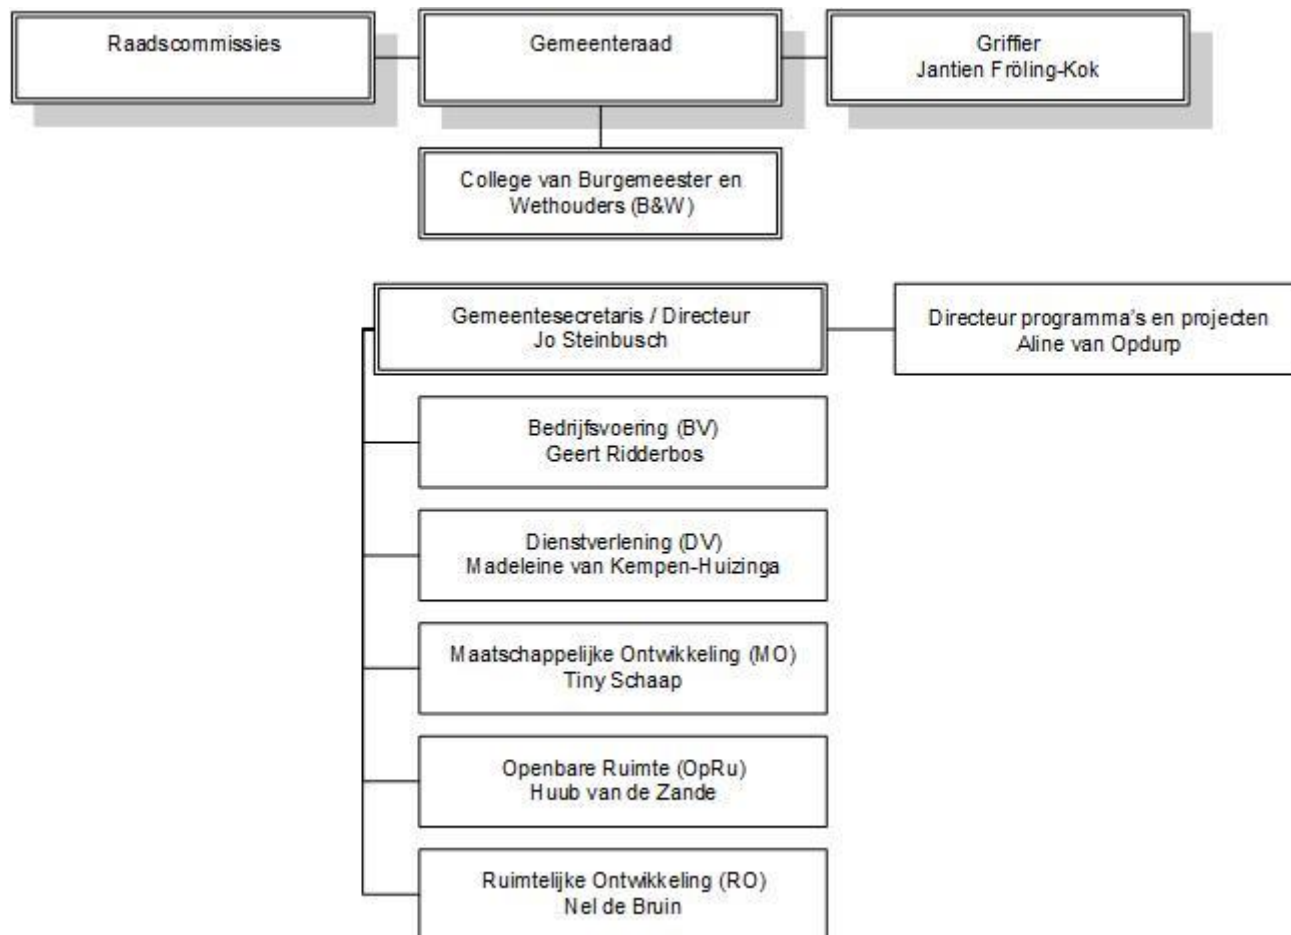 Raadscommissies
Gemeenteraad
Griffier
Jantien Fröling-Kok
College van Burgemeester en
Wethouders (B&W)
Gemeentesecretaris / Directeur
Jo Steinbusch
Directeur programma's en projecten
Aline van Opdurp
Bedrijfsvoering (BV)
Geert Ridderbos
Dienstverlening (DV)
Madeleine van Kempen-Huizinga
Maatschappelijke Ontwikkeling (MO)
Tiny Schaap
Openbare Ruimte (OpRu)
Huub van de Zande
Ruimtelijke Ontwikkeling (RO)
Nel de Bruin